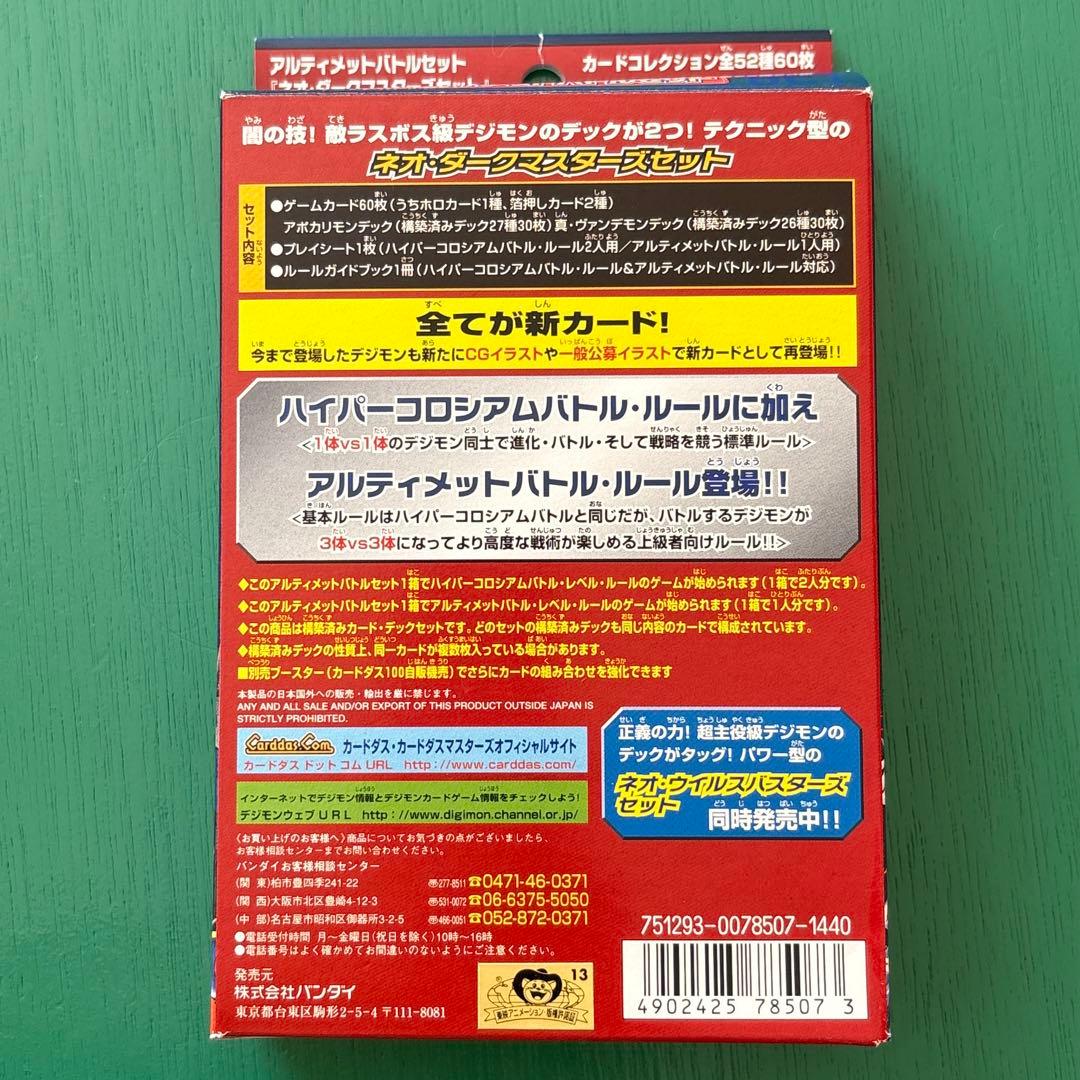 アルティメットバトルセット
『ネオ・ダークマスターズセット』
カードコレクション全52種60枚
闇の技! 敵ラスボス級デジモンのデックが2つ! テクニック型の
ネオ・ダークマスターズセット
セット内容
●ゲームカード60枚(うちホロカード1種、箔押しカード2種)
アポカリモンデック(構築済みデック27種30枚)真・ヴァンデモンデック(構築済みデック26種30枚)
●プレイシート1枚(ハイパーコロシアムバトル・ルール2人用/アルティメットバトル・ルール1人用)
●ルールガイドブック1冊(ハイパーコロシアムバトル・ルール&アルティメットバトル・ルール対応)
全てが新カード!
今まで登場したデジモンも新たにCGイラストや一般公募イラストで新カードとして再登場!!
ハイパーコロシアムバトル・ルールに加え
<1体vs1体のデジモン同士で進化・バトル・そして戦略を競う標準ルール>
アルティメットバトル・ルール登場!!
<基本ルールはハイパーコロシアムバトルと同じだが、バトルするデジモンが
3体vs3体になってより高度な戦術が楽しめる上級者向けルール!!>
◆このアルティメットバトルセット1箱でハイパーコロシアムバトル・レベル・ルールのゲームが始められます(1箱で2人分です)。
◆このアルティメットバトルセット1箱でアルティメットバトル・レベル・ルールのゲームが始められます(1箱で1人分です)。
◆この商品は構築済みカード・デックセットです。どのセットの構築済みデックも同じ内容のカードで構成されています。
◆構築済みデックの性質上、同一カードが複数枚入っている場合があります。
■別売ブースター(カードダス100自販機売)でさらにカードの組み合わせを強化できます
本製品の日本国外への販売・輸出を厳に禁じます。
ANY AND ALL SALE AND/OR EXPORT OF THIS PRODUCT OUTSIDE JAPAN IS
STRICTLY PROHIBITED.
Carddas.Com カードダス・カードダスマスターズオフィシャルサイト
カードダス ドット コム URL http://www.carddas.com/
インターネットでデジモン情報とデジモンカードゲーム情報をチェックしよう!
デジモンウェブ URL http://www.digimon.channel.or.jp/
正義の力! 超主役級デジモンの
デックがタッグ! パワー型の
ネオ・ウイルスバスターズ
セット
同時発売中!!
(お買い上げのお客様へ)商品についてお気づきの点がございましたら、
お客様相談センターまでお問い合わせください。
バンダイお客様相談センター
(関 東)柏市豊四季241-22 〠277-8511 ☎0471-46-0371
(関 西)大阪市北区豊崎4-12-3 〠531-0072 ☎06-6375-5050
(中 部)名古屋市昭和区御器所3-2-5 〠466-0051 ☎052-872-0371
●電話受付時間 月〜金曜日(祝日を除く)10時〜16時
●電話番号はよく確かめてお間違いのないようにご注意ください。
発売元
株式会社バンダイ
東京都台東区駒形2-5-4 〒111-8081
13
東映アニメーション・版権許諾証
751293-0078507-1440
4902425 78507 3